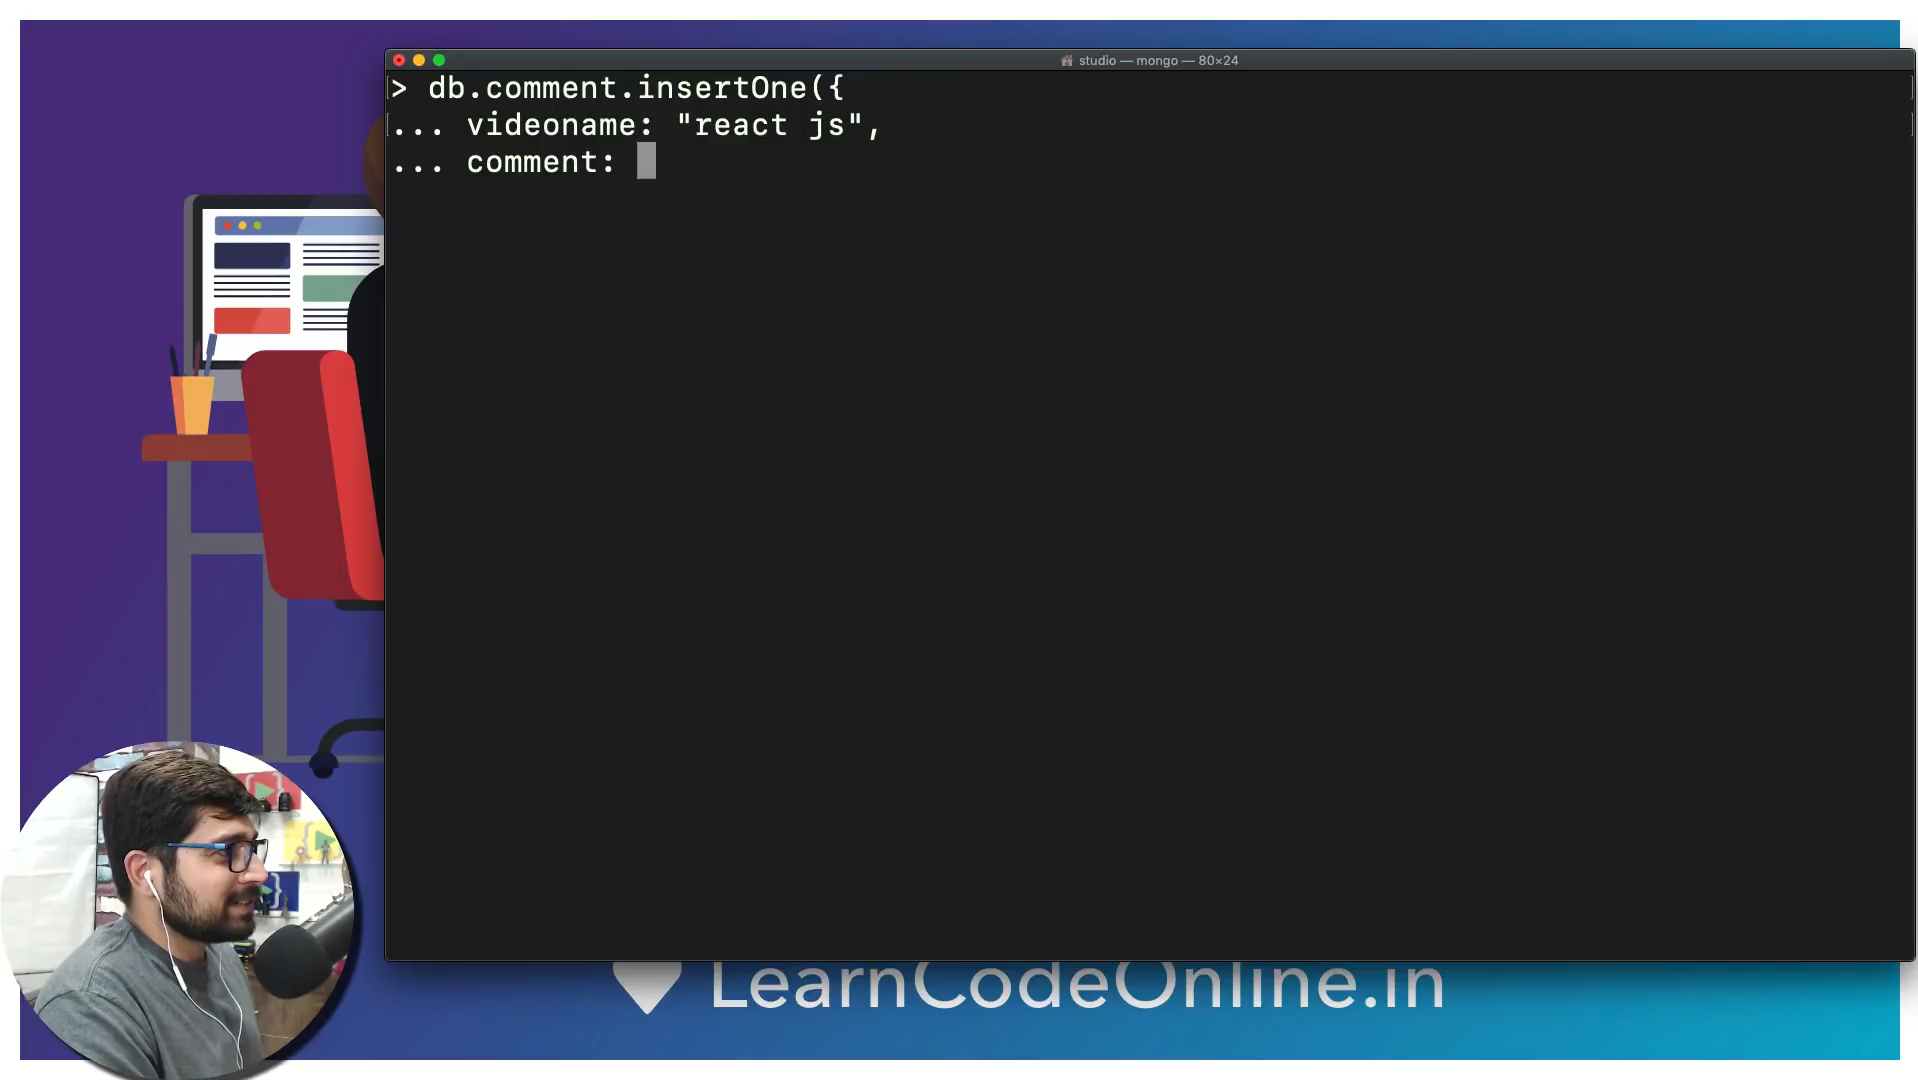 studio — mongo — 80×24
> db.comment.insertOne({
... videoname: "react js",
... comment:
LearnCodeOnline.in